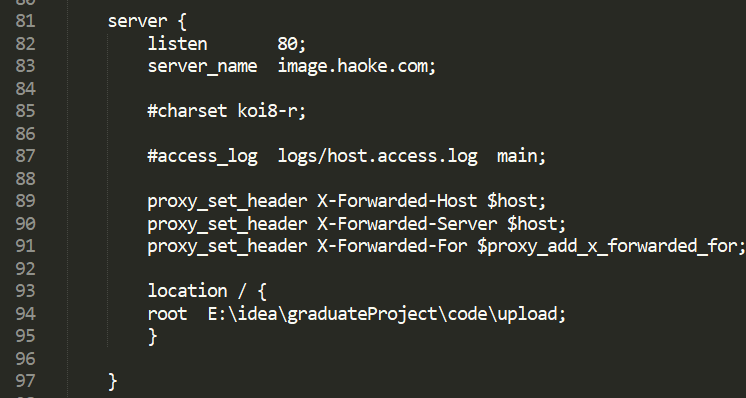 81 server {
82 listen 80;
83 server_name image.haoke.com;
84
85 #charset koi8-r;
86
87 #access_log logs/host.access.log main;
88
89 proxy_set_header X-Forwarded-Host $host;
90 proxy_set_header X-Forwarded-Server $host;
91 proxy_set_header X-Forwarded-For $proxy_add_x_forwarded_for;
92
93 location / {
94 root E:\idea\graduateProject\code\upload;
95 }
96
97 }